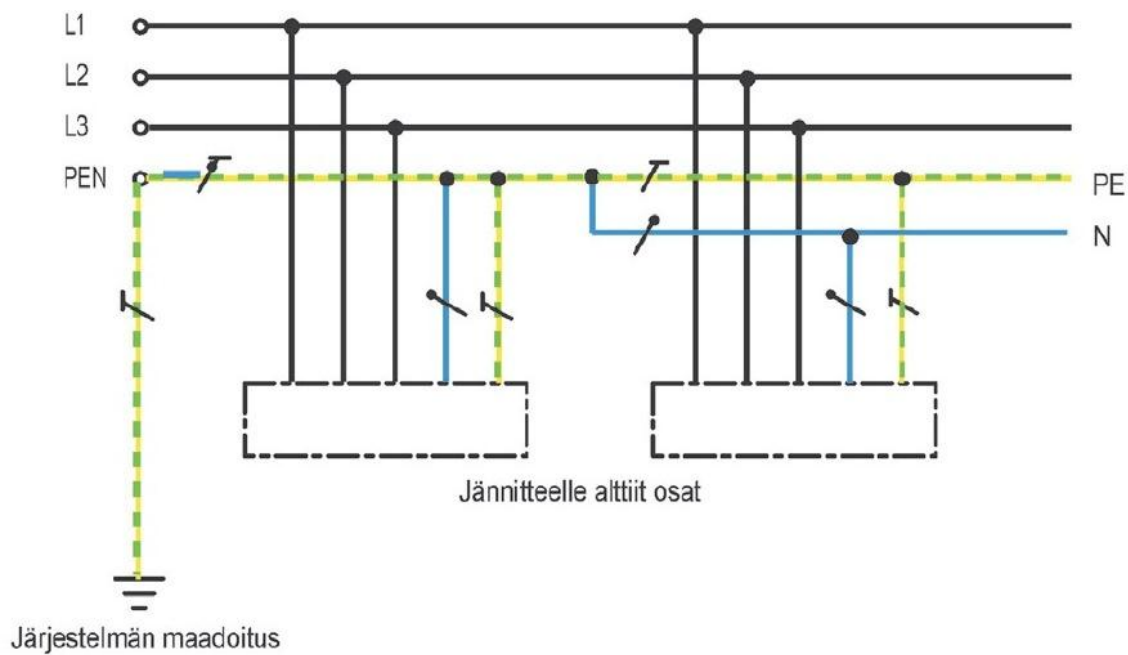 L1
L2
L3
PEN
PE
N
Jännitteelle alttiit osat
Järjestelmän maadoitus